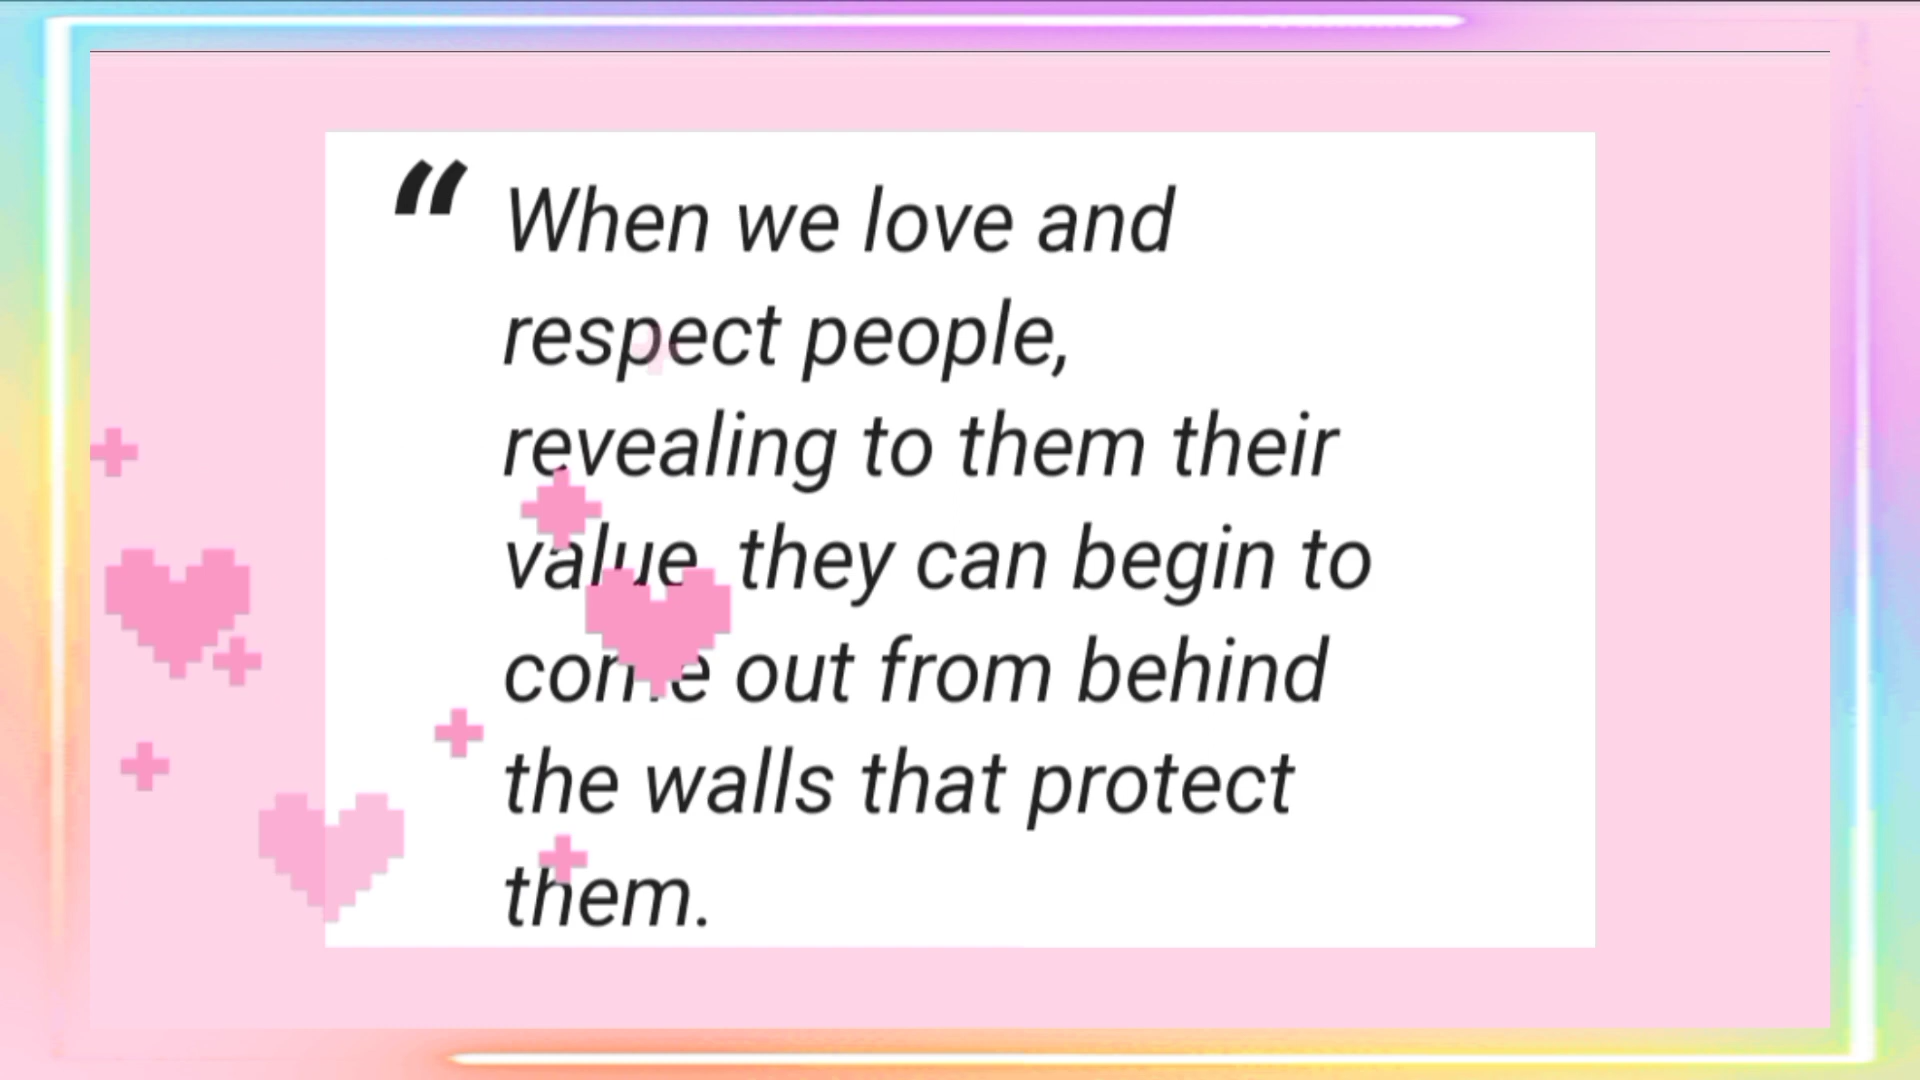 “ When we love and
respect people,
revealing to them their
value, they can begin to
come out from behind
the walls that protect
them.